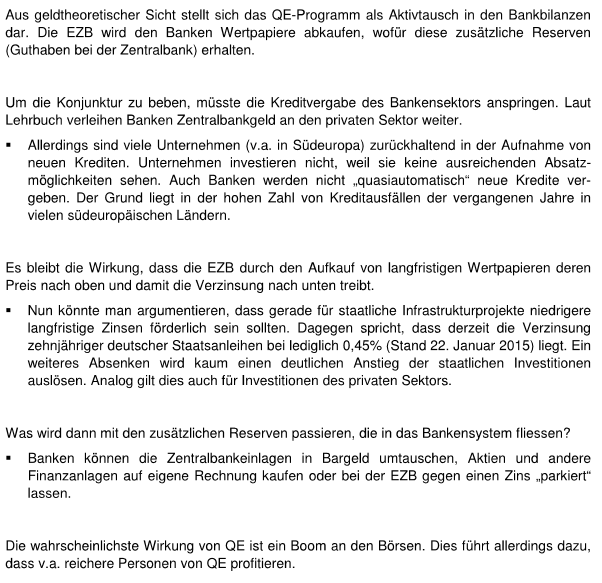 Aus geldtheoretischer Sicht stellt sich das QE-Programm als Aktivtausch in den Bankbilanzen
dar. Die EZB wird den Banken Wertpapiere abkaufen, wofür diese zusätzliche Reserven
(Guthaben bei der Zentralbank) erhalten.
Um die Konjunktur zu beben, müsste die Kreditvergabe des Bankensektors anspringen. Laut
Lehrbuch verleihen Banken Zentralbankgeld an den privaten Sektor weiter.
▪ Allerdings sind viele Unternehmen (v.a. in Südeuropa) zurückhaltend in der Aufnahme von
neuen Krediten. Unternehmen investieren nicht, weil sie keine ausreichenden Absatz-
möglichkeiten sehen. Auch Banken werden nicht „quasiautomatisch“ neue Kredite ver-
geben. Der Grund liegt in der hohen Zahl von Kreditausfällen der vergangenen Jahre in
vielen südeuropäischen Ländern.
Es bleibt die Wirkung, dass die EZB durch den Aufkauf von langfristigen Wertpapieren deren
Preis nach oben und damit die Verzinsung nach unten treibt.
▪ Nun könnte man argumentieren, dass gerade für staatliche Infrastrukturprojekte niedrigere
langfristige Zinsen förderlich sein sollten. Dagegen spricht, dass derzeit die Verzinsung
zehnjähriger deutscher Staatsanleihen bei lediglich 0,45% (Stand 22. Januar 2015) liegt. Ein
weiteres Absenken wird kaum einen deutlichen Anstieg der staatlichen Investitionen
auslösen. Analog gilt dies auch für Investitionen des privaten Sektors.
Was wird dann mit den zusätzlichen Reserven passieren, die in das Bankensystem fliessen?
▪ Banken können die Zentralbankeinlagen in Bargeld umtauschen, Aktien und andere
Finanzanlagen auf eigene Rechnung kaufen oder bei der EZB gegen einen Zins „parkiert“
lassen.
Die wahrscheinlichste Wirkung von QE ist ein Boom an den Börsen. Dies führt allerdings dazu,
dass v.a. reichere Personen von QE profitieren.